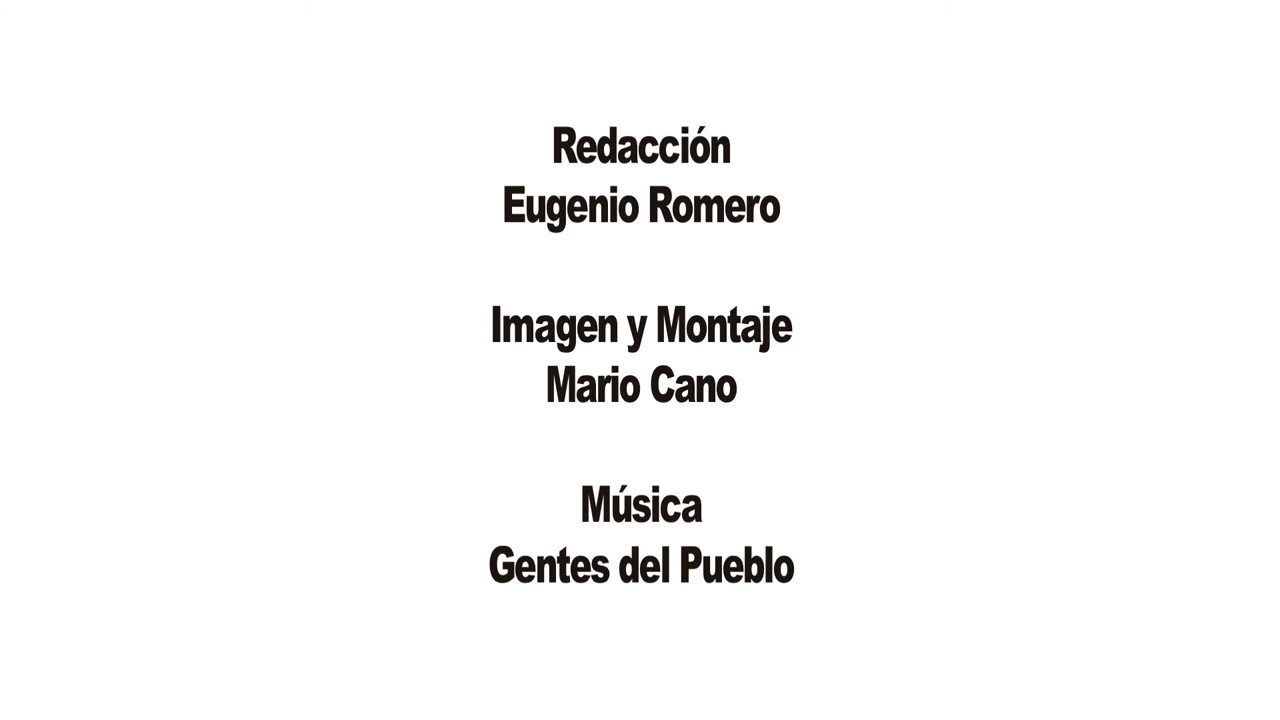 Redacción
Eugenio Romero
Imagen y Montaje
Mario Cano
Música
Gentes del Pueblo